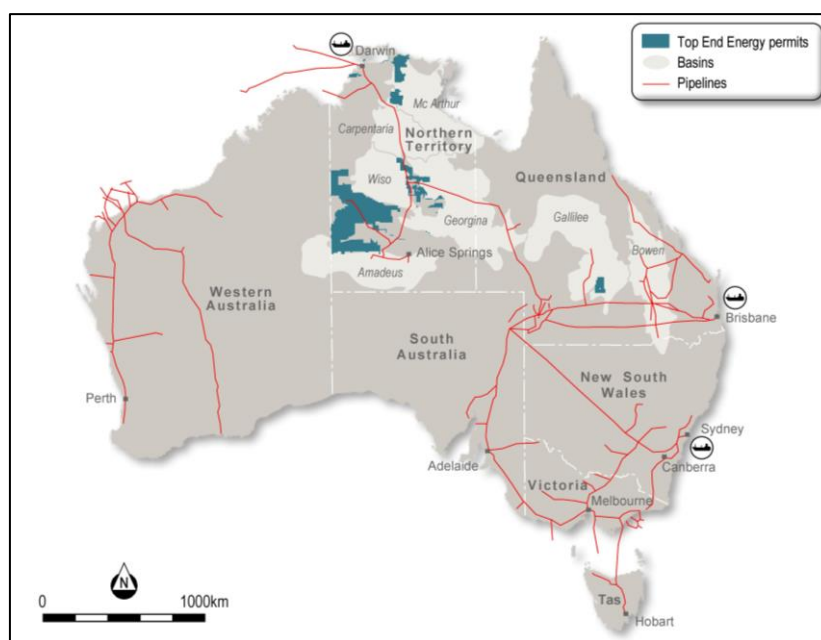 Top End Energy permits
Basins
Pipelines
Darwin
Mc Arthur
Carpentaria
Northern
Territory
Wiso
Queensland
Georgina
Gallilee
Bowen
Alice Springs
Amadeus
Western
Australia
South
Australia
Brisbane
New South
Wales
Perth
Sydney
Adelaide
Canberra
Victoria
Melbourne
N
0 1000km
Tas
Hobart